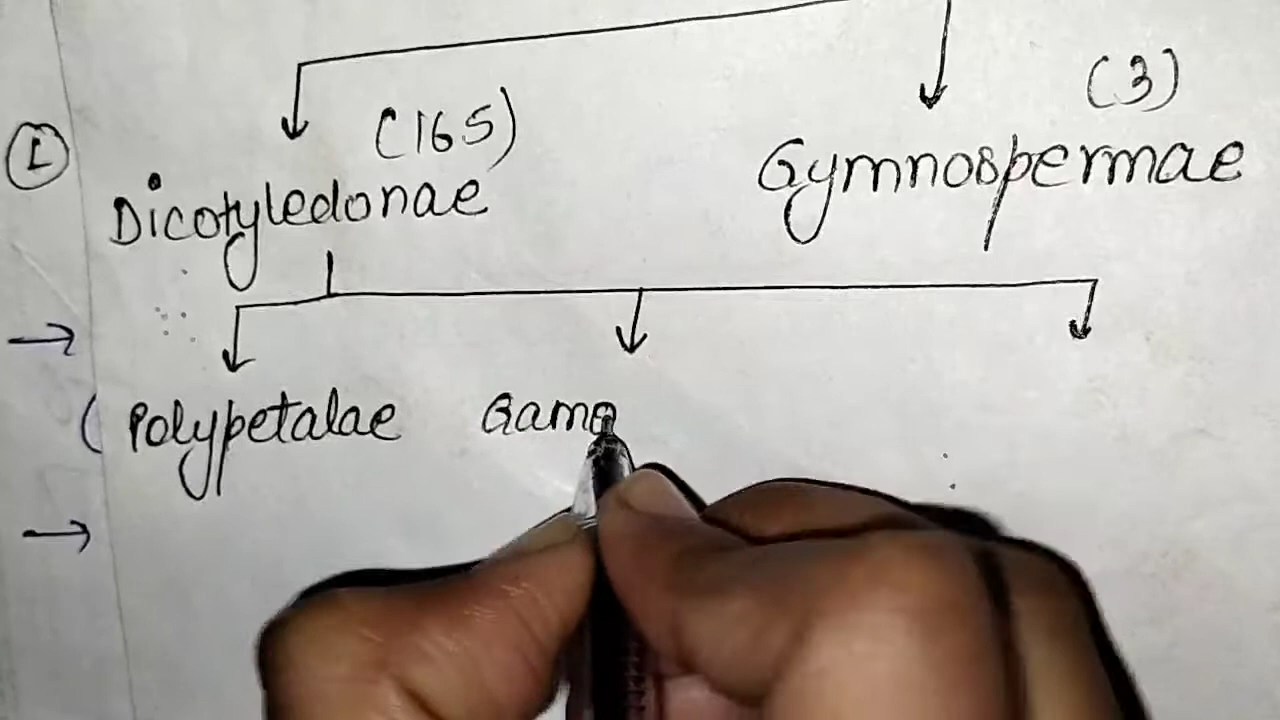 (3)
(165)
I
Gymnospermae
Dicotyledonae
Polypetalae Gamo